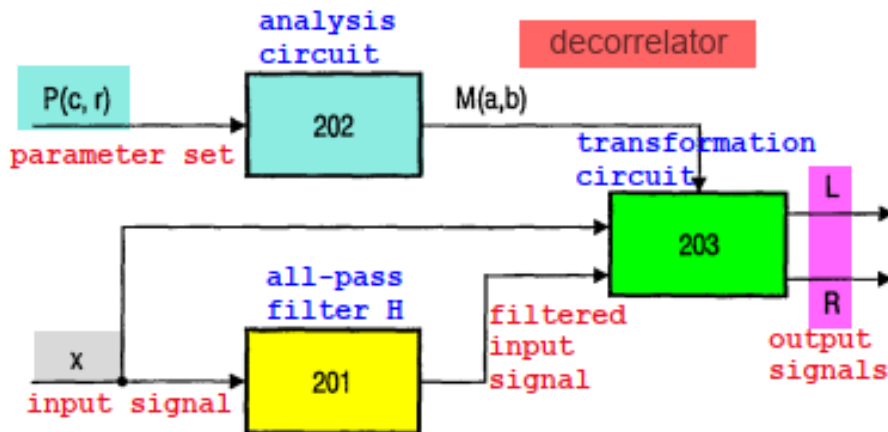 analysis
circuit
decorrelator
P(c, r)
202
M(a,b)
parameter set
transformation
circuit
L
203
all-pass
filter H
R
filtered
input
signal
output
signals
x
201
input signal